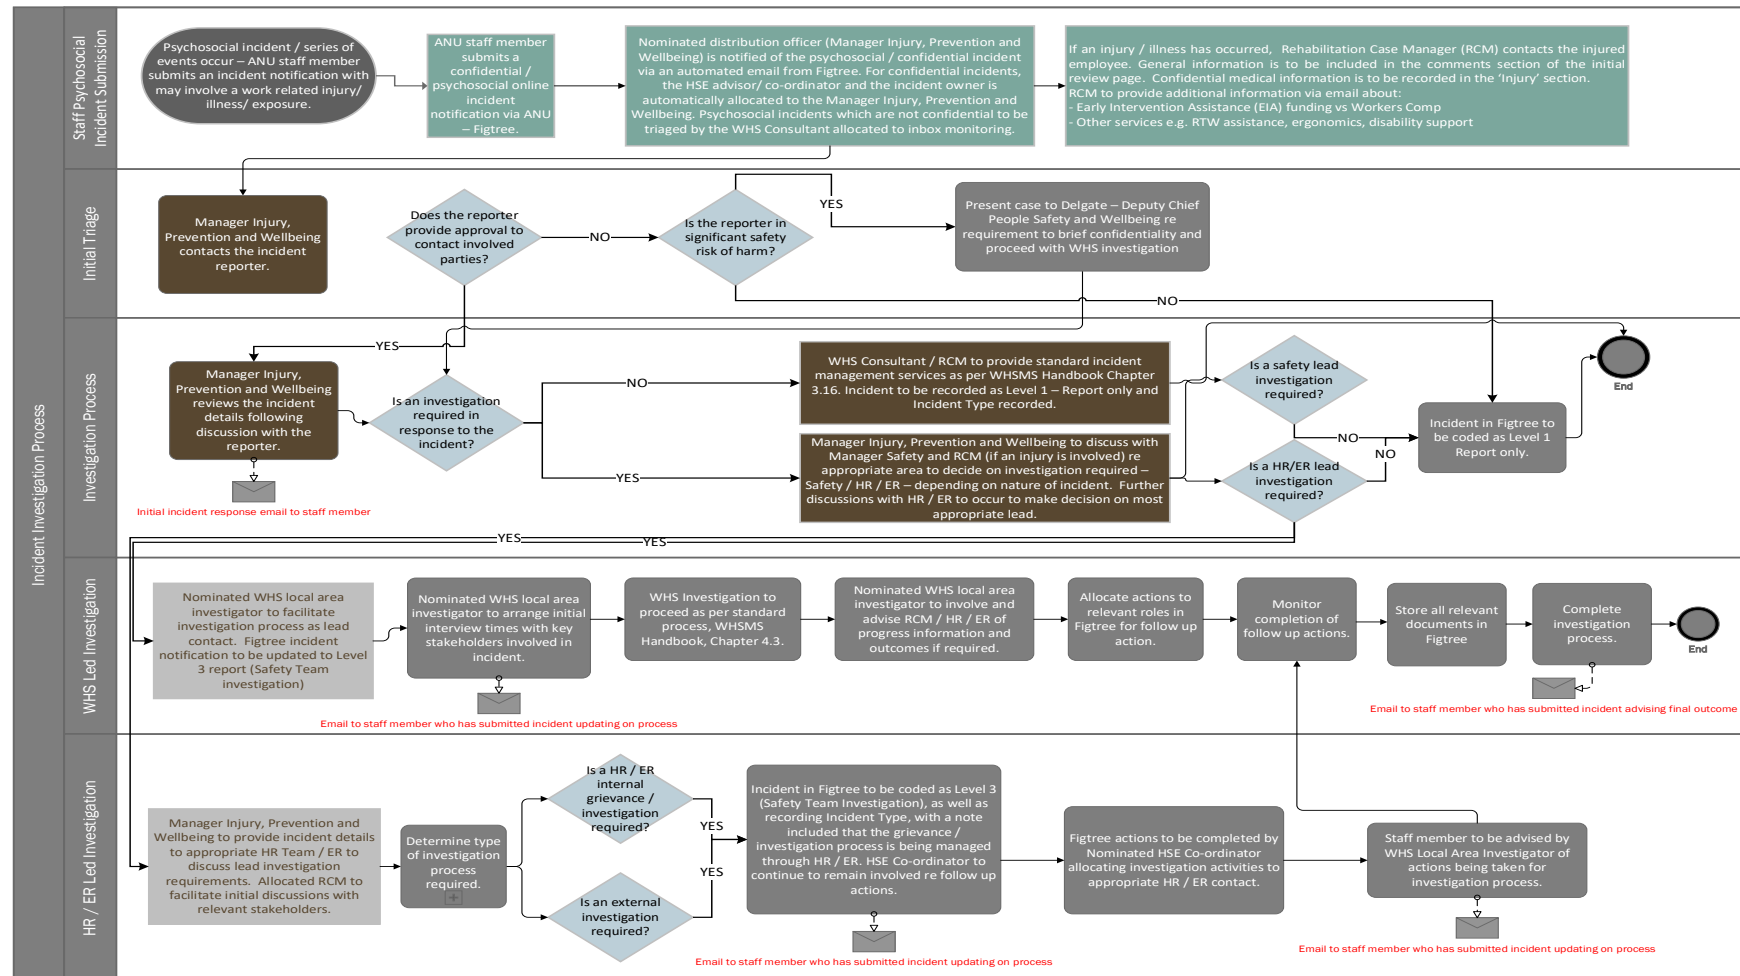 Incident Investigation Process
Staff Psychosocial
Incident Submission
Psychosocial incident / series of
events occur – ANU staff member
submits an incident notification with
may involve a work related injury/
illness/ exposure.
ANU staff member
submits a
confidential /
psychosocial online
incident
notification via ANU
– Figtree.
Nominated distribution officer (Manager Injury, Prevention and
Wellbeing) is notified of the psychosocial / confidential incident
via an automated email from Figtree. For confidential incidents,
the HSE advisor/ co-ordinator and the incident owner is
automatically allocated to the Manager Injury, Prevention and
Wellbeing. Psychosocial incidents which are not confidential to be
triaged by the WHS Consultant allocated to inbox monitoring.
If an injury / illness has occurred, Rehabilitation Case Manager (RCM) contacts the injured
employee. General information is to be included in the comments section of the initial
review page. Confidential medical information is to be recorded in the ‘Injury’ section.
RCM to provide additional information via email about:
- Early Intervention Assistance (EIA) funding vs Workers Comp
- Other services e.g. RTW assistance, ergonomics, disability support
Initial Triage
Manager Injury,
Prevention and Wellbeing
contacts the incident
reporter.
Does the reporter
provide approval to
contact involved
parties?
NO
Is the reporter in
significant safety
risk of harm?
YES
Present case to Delgate – Deputy Chief
People Safety and Wellbeing re
requirement to brief confidentiality and
proceed with WHS investigation
NO
YES
Investigation Process
Manager Injury,
Prevention and Wellbeing
reviews the incident
details following
discussion with the
reporter.
Initial incident response email to staff member
Is an investigation
required in
response to the
incident?
NO
YES
WHS Consultant / RCM to provide standard incident
management services as per WHSMS Handbook Chapter
3.16. Incident to be recorded as Level 1 – Report only and
Incident Type recorded.
Manager Injury, Prevention and Wellbeing to discuss with
Manager Safety and RCM (if an injury is involved) re
appropriate area to decide on investigation required –
Safety / HR / ER – depending on nature of incident. Further
discussions with HR / ER to occur to make decision on most
appropriate lead.
Is a safety lead
investigation
required?
NO
Is a HR/ER lead
investigation
required?
NO
Incident in Figtree to
be coded as Level 1
Report only.
End
YES
YES
WHS Led Investigation
Nominated WHS local area
investigator to facilitate
investigation process as lead
contact. Figtree incident
notification to be updated to Level
3 report (Safety Team
investigation)
Nominated WHS local area
investigator to arrange initial
interview times with key
stakeholders involved in
incident.
Email to staff member who has submitted incident updating on process
WHS Investigation to
proceed as per standard
process, WHSMS
Handbook, Chapter 4.3.
Nominated WHS local area
investigator to involve and
advise RCM / HR / ER of
progress information and
outcomes if required.
Allocate actions to
relevant roles in
Figtree for follow up
action.
Monitor
completion of
follow up actions.
Store all relevant
documents in
Figtree
Complete
investigation
process.
End
Email to staff member who has submitted incident advising final outcome
HR / ER Led Investigation
Manager Injury, Prevention and
Wellbeing to provide incident details
to appropriate HR Team / ER to
discuss lead investigation
requirements. Allocated RCM to
facilitate initial discussions with
relevant stakeholders.
Determine type
of investigation
process
required.
Is a HR / ER
internal
grievance /
investigation
required?
YES
Is an external
investigation
required?
YES
Incident in Figtree to be coded as Level 3
(Safety Team Investigation), as well as
recording Incident Type, with a note
included that the grievance /
investigation process is being managed
through HR / ER. HSE Co-ordinator to
continue to remain involved re follow up
actions.
Email to staff member who has submitted incident updating on process
Figtree actions to be completed by
Nominated HSE Co-ordinator
allocating investigation activities to
appropriate HR / ER contact.
Staff member to be advised by
WHS Local Area Investigator of
actions being taken for
investigation process.
Email to staff member who has submitted incident updating on process